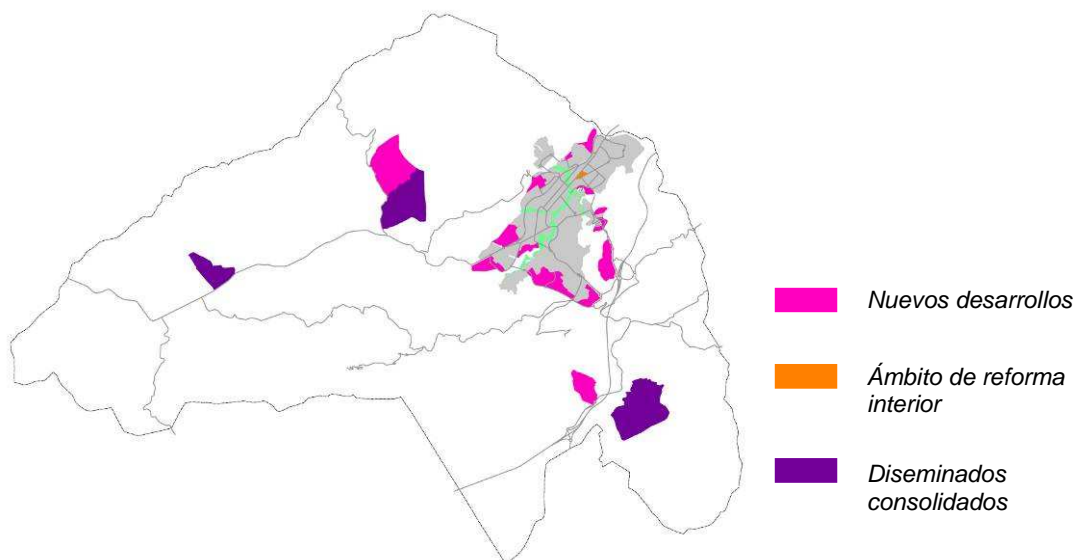 Nuevos desarrollos
Ámbito de reforma
interior
Diseminados
consolidados